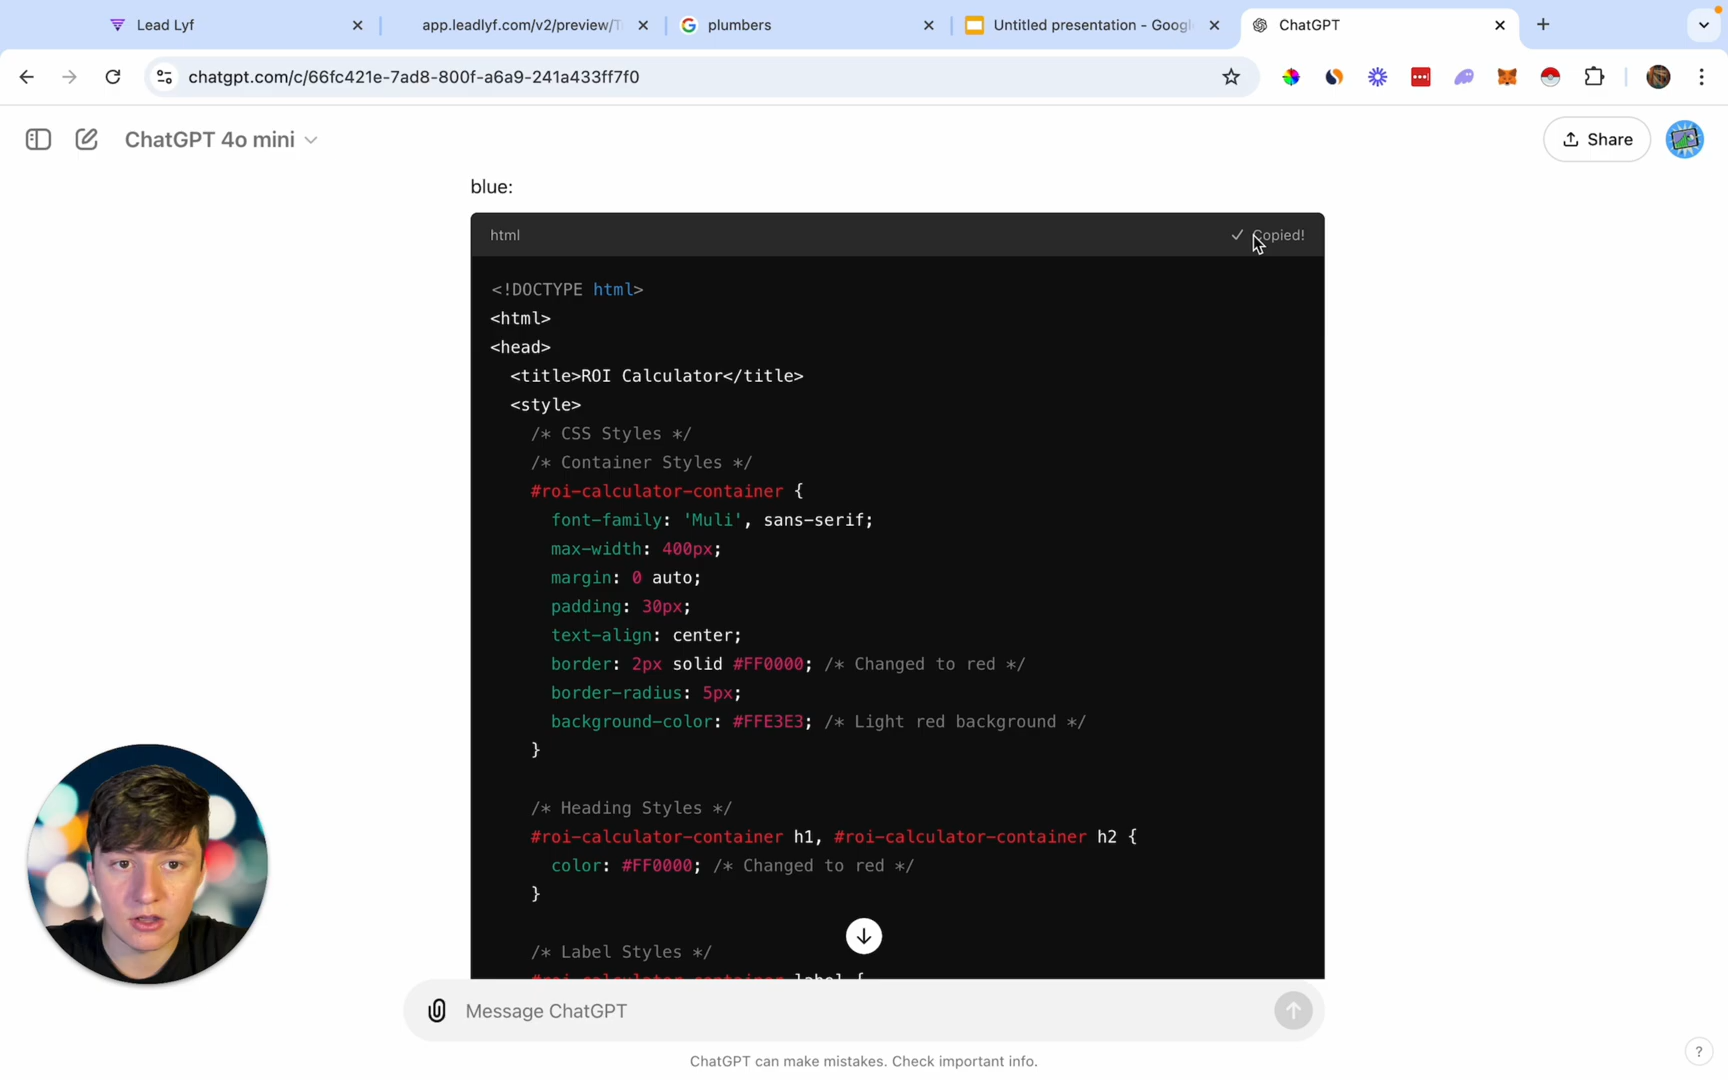 Lead Lyf
app.leadlyf.com/v2/preview/
plumbers
Untitled presentation - Google
ChatGPT
chatgpt.com/c/66fc421e-7ad8-800f-a6a9-241a433ff7f0
ChatGPT 4o mini
Share
blue:
html
Copied!
<!DOCTYPE html>
<html>
<head>
<title>ROI Calculator</title>
<style>
/* CSS Styles */
/* Container Styles */
#roi-calculator-container {
font-family: 'Muli', sans-serif;
max-width: 400px;
margin: 0 auto;
padding: 30px;
text-align: center;
border: 2px solid #FF0000; /* Changed to red */
border-radius: 5px;
background-color: #FFE3E3; /* Light red background */
}
/* Heading Styles */
#roi-calculator-container h1, #roi-calculator-container h2 {
color: #FF0000; /* Changed to red */
}
/* Label Styles */
#roi-calculator-container label {
Message ChatGPT
ChatGPT can make mistakes. Check important info.
?